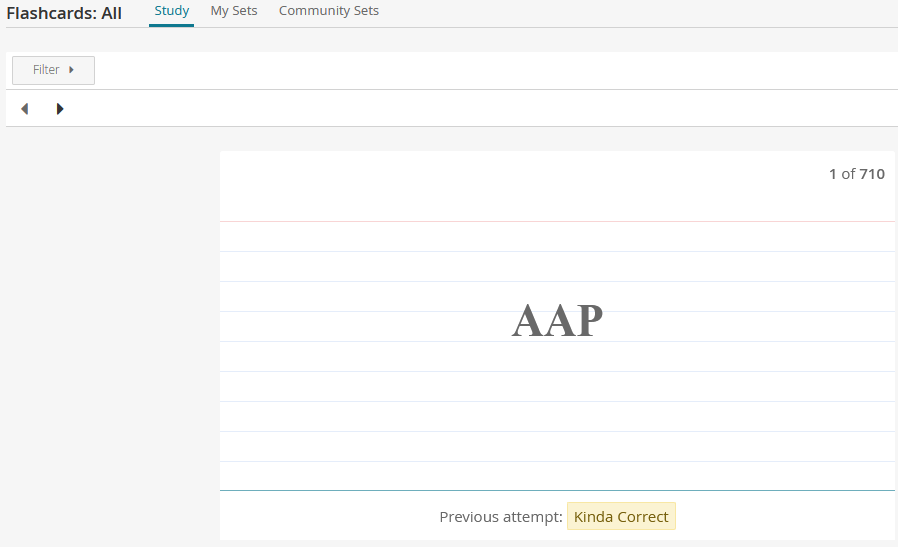 Flashcards: All Study My Sets Community Sets
Filter
1 of 710
AAP
Previous attempt: Kinda Correct